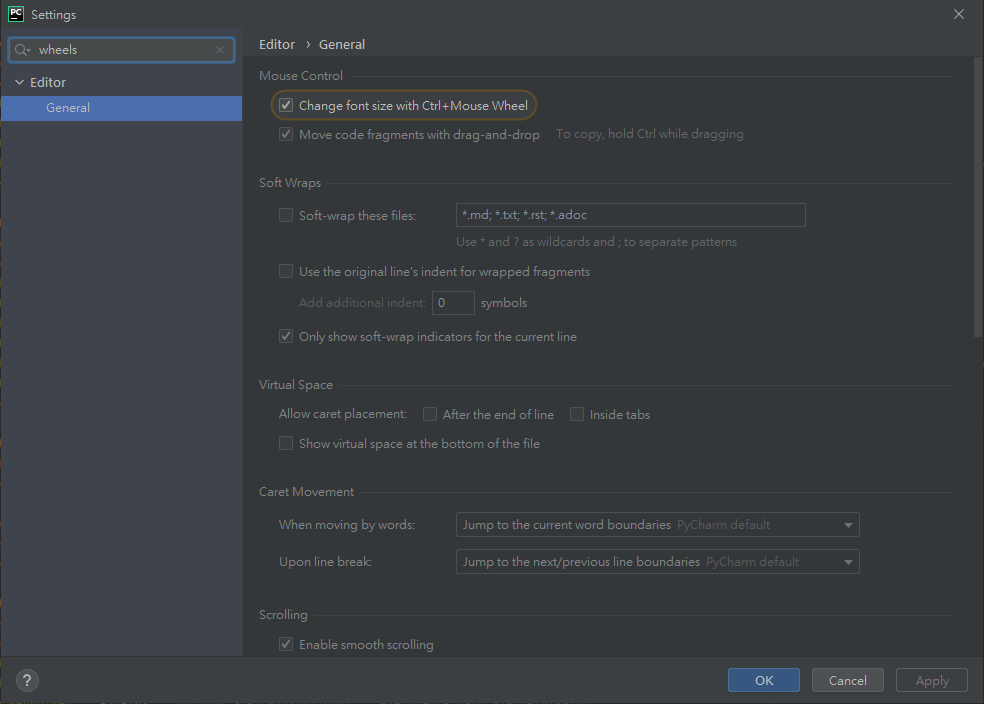 PC Settings
wheels
Editor
General
Editor › General
Mouse Control
Change font size with Ctrl+Mouse Wheel
Move code fragments with drag-and-drop To copy, hold Ctrl while dragging
Soft Wraps
Soft-wrap these files: *.md; *.txt; *.rst; *.adoc
Use * and ? as wildcards and ; to separate patterns
Use the original line's indent for wrapped fragments
Add additional indent: 0 symbols
Only show soft-wrap indicators for the current line
Virtual Space
Allow caret placement: After the end of line Inside tabs
Show virtual space at the bottom of the file
Caret Movement
When moving by words: Jump to the current word boundaries PyCharm default
Upon line break: Jump to the next/previous line boundaries PyCharm default
Scrolling
Enable smooth scrolling
? OK Cancel Apply